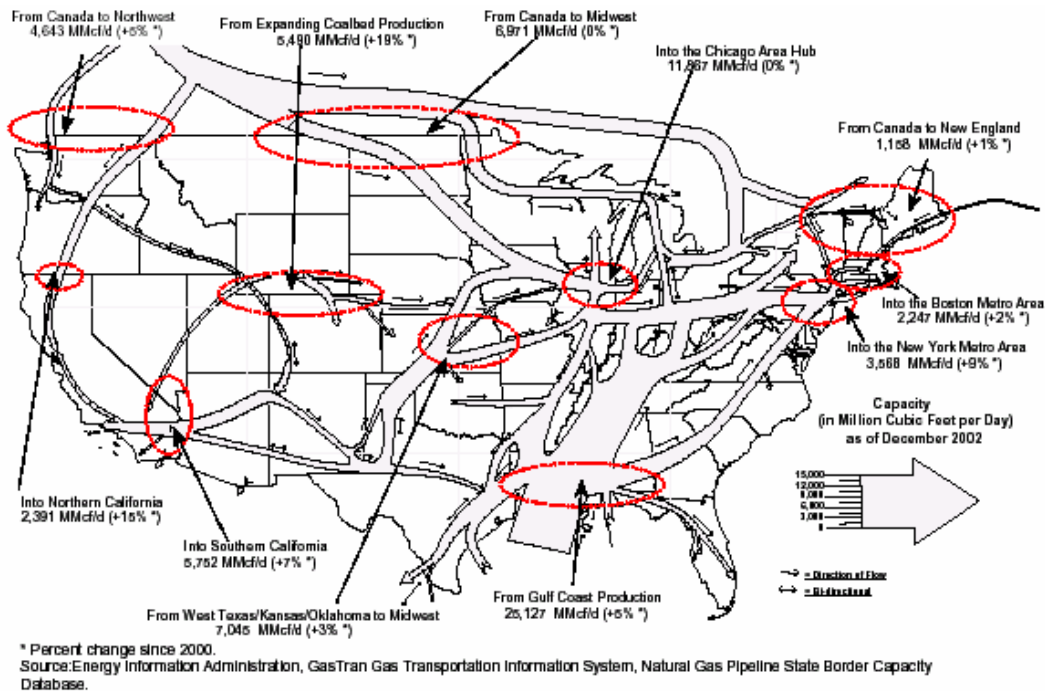 From Canada to Northwest
4,643 MMcf/d (+5% *)
From Expanding Coalbed Production
5,490 MMcf/d (+19% *)
From Canada to Midwest
6,971 MMcf/d (0% *)
Into the Chicago Area Hub
11,867 MMcf/d (0% *)
From Canada to New England
1,158 MMcf/d (+1% *)
Into the Boston Metro Area
2,247 MMcf/d (+2% *)
Into the New York Metro Area
3,568 MMcf/d (+9% *)
Capacity
(in Million Cubic Feet per Day)
as of December 2002
15,000
12,000
9,000
6,000
3,000
0
Into Northern California
2,391 MMcf/d (+15% *)
Into Southern California
5,752 MMcf/d (+7% *)
From West Texas/Kansas/Oklahoma to Midwest
7,045 MMcf/d (+3% *)
From Gulf Coast Production
25,127 MMcf/d (+5% *)
= Direction of Flow
= Bi-directional
* Percent change since 2000.
Source:Energy Information Administration, GasTran Gas Transportation Information System, Natural Gas Pipeline State Border Capacity
Database.